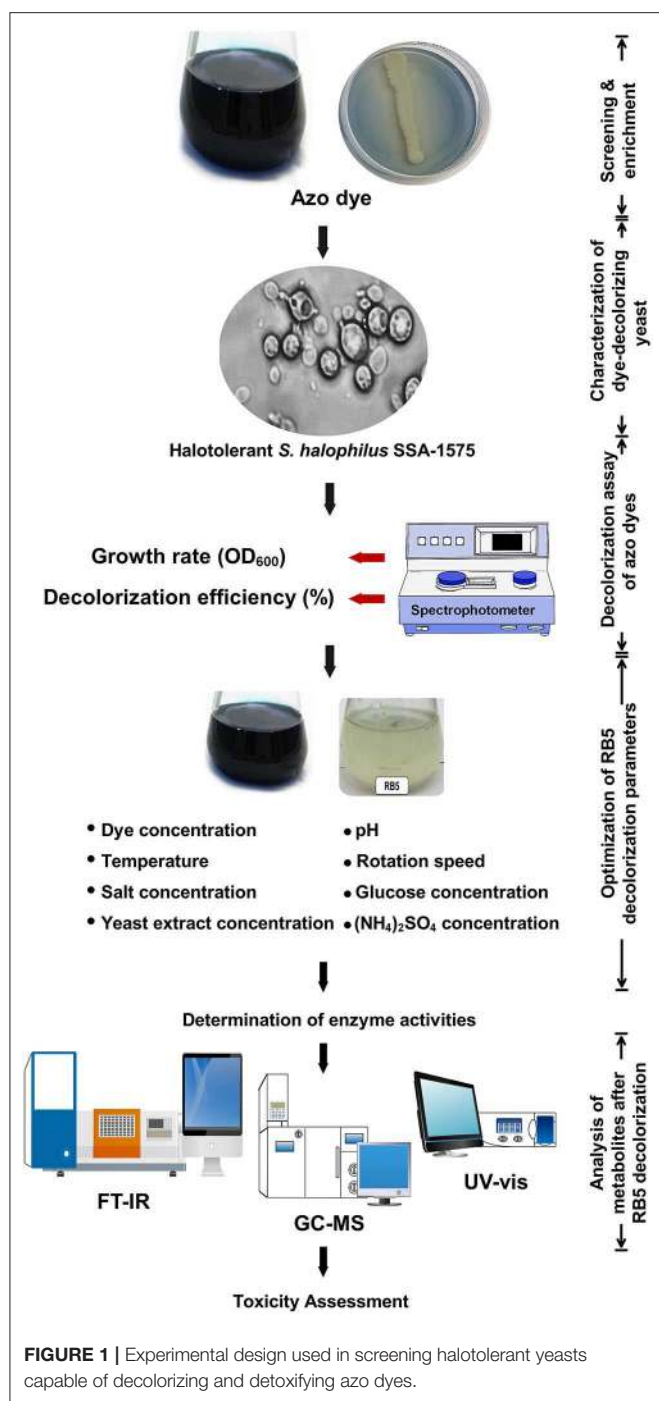 Azo dye
Screening &
enrichment
Halotolerant S. halophilus SSA-1575
Characterization of
dye-decolorizing
yeast
Growth rate (OD₆₀₀)
Decolorization efficiency (%)
Spectrophotometer
Decolorization assay
of azo dyes
RB5
• Dye concentration
• Temperature
• Salt concentration
• Yeast extract concentration
• pH
• Rotation speed
• Glucose concentration
• (NH₄)₂SO₄ concentration
Optimization of RB5
decolorization parameters
Determination of enzyme activities
FT-IR
GC-MS
UV-vis
Analysis of
metabolites after
RB5 decolorization
Toxicity Assessment
FIGURE 1 | Experimental design used in screening halotolerant yeasts
capable of decolorizing and detoxifying azo dyes.